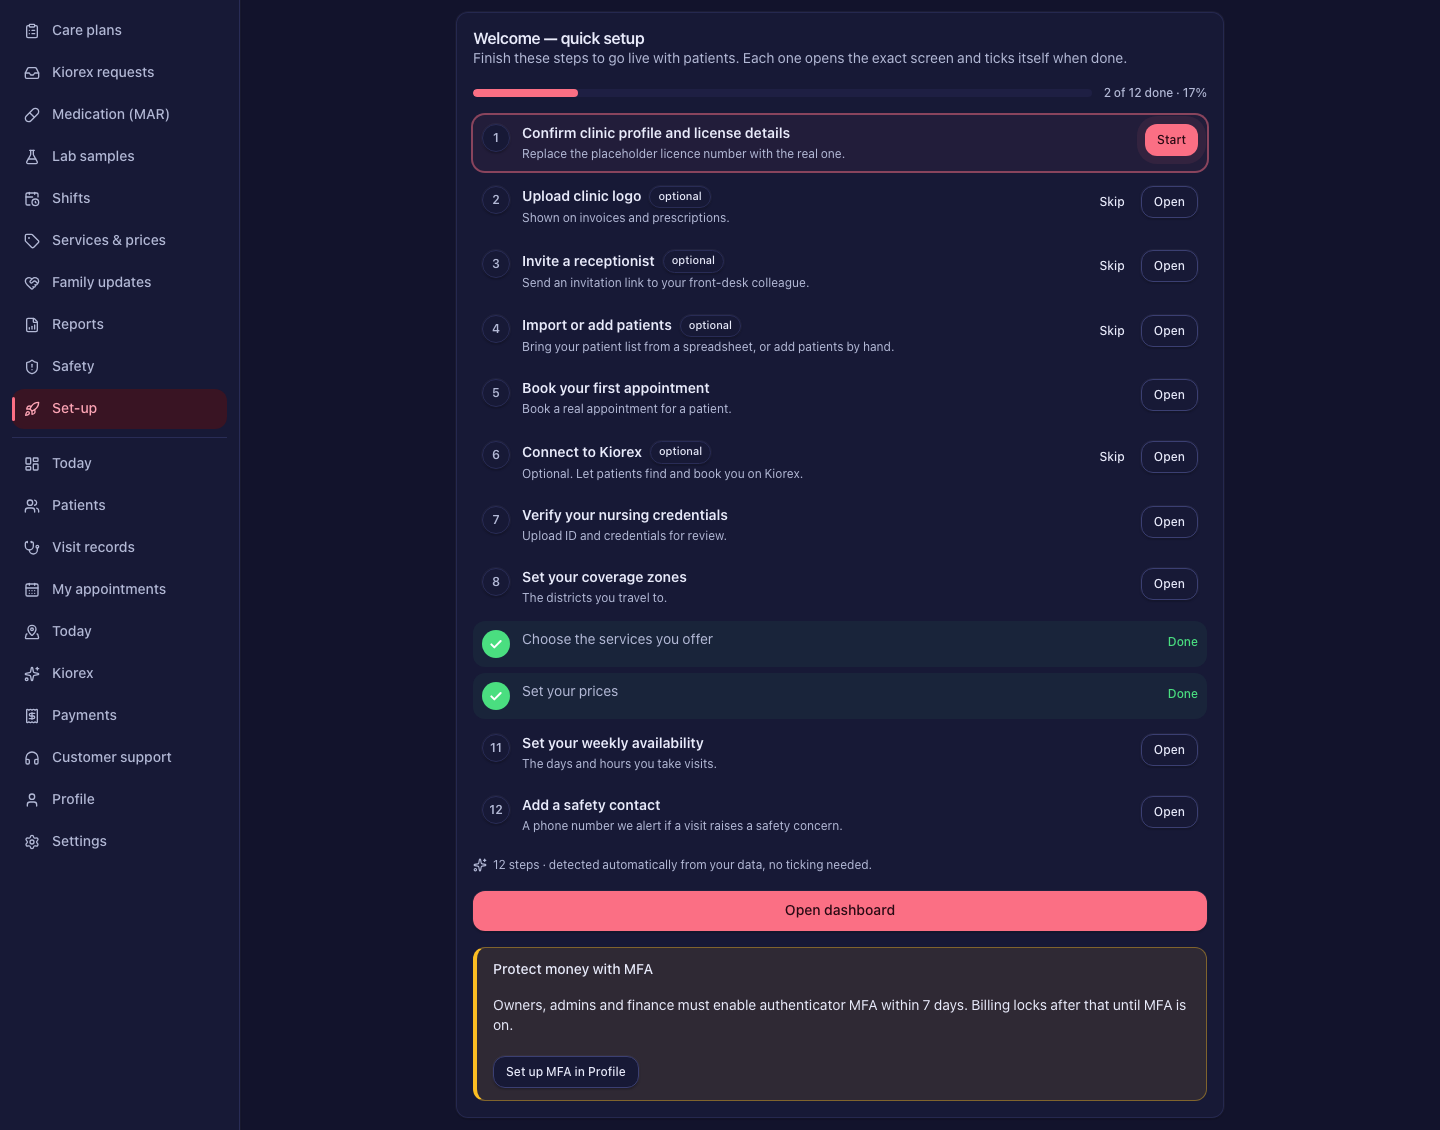 Care plans
Kiorex requests
Medication (MAR)
Lab samples
Shifts
Services & prices
Family updates
Reports
Safety
Set-up
Today
Patients
Visit records
My appointments
Today
Kiorex
Payments
Customer support
Profile
Settings
Welcome — quick setup
Finish these steps to go live with patients. Each one opens the exact screen and ticks itself when done.
2 of 12 done · 17%
1 Confirm clinic profile and license details Start
Replace the placeholder licence number with the real one.
2 Upload clinic logo optional Skip Open
Shown on invoices and prescriptions.
3 Invite a receptionist optional Skip Open
Send an invitation link to your front-desk colleague.
4 Import or add patients optional Skip Open
Bring your patient list from a spreadsheet, or add patients by hand.
5 Book your first appointment Open
Book a real appointment for a patient.
6 Connect to Kiorex optional Skip Open
Optional. Let patients find and book you on Kiorex.
7 Verify your nursing credentials Open
Upload ID and credentials for review.
8 Set your coverage zones Open
The districts you travel to.
Choose the services you offer Done
Set your prices Done
11 Set your weekly availability Open
The days and hours you take visits.
12 Add a safety contact Open
A phone number we alert if a visit raises a safety concern.
12 steps · detected automatically from your data, no ticking needed.
Open dashboard
Protect money with MFA
Owners, admins and finance must enable authenticator MFA within 7 days. Billing locks after that until MFA is
on.
Set up MFA in Profile